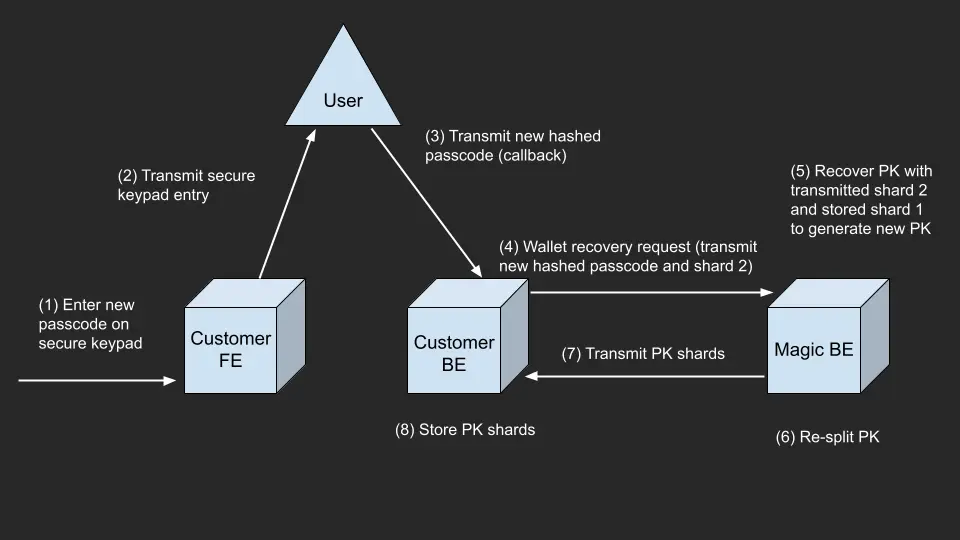 User
(3) Transmit new hashed
passcode (callback)
(2) Transmit secure
keypad entry
(5) Recover PK with
transmitted shard 2
and stored shard 1
to generate new PK
(4) Wallet recovery request (transmit
new hashed passcode and shard 2)
(1) Enter new
passcode on
secure keypad
Customer
FE
Customer
BE
(7) Transmit PK shards
Magic BE
(8) Store PK shards
(6) Re-split PK